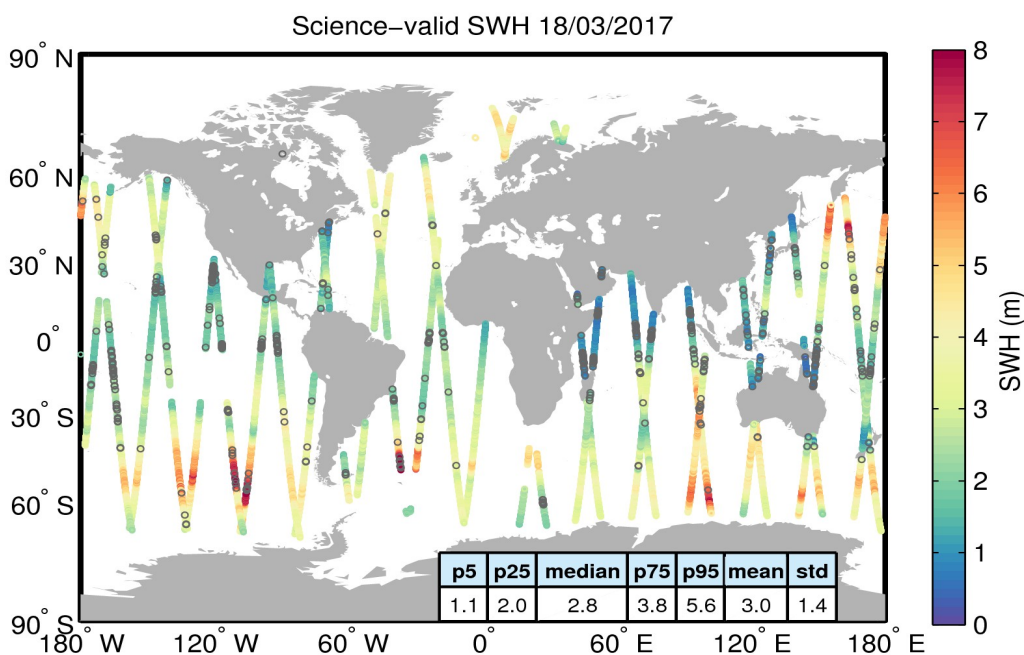 Science−valid SWH 18/03/2017
90° N
60° N
30° N
0°
30° S
60° S
90° S
180° W
120° W
60° W
0°
60° E
120° E
180° E
p5 p25 median p75 p95 mean std
1.1 2.0 2.8 3.8 5.6 3.0 1.4
8
7
6
5
4
3
2
1
0
SWH (m)